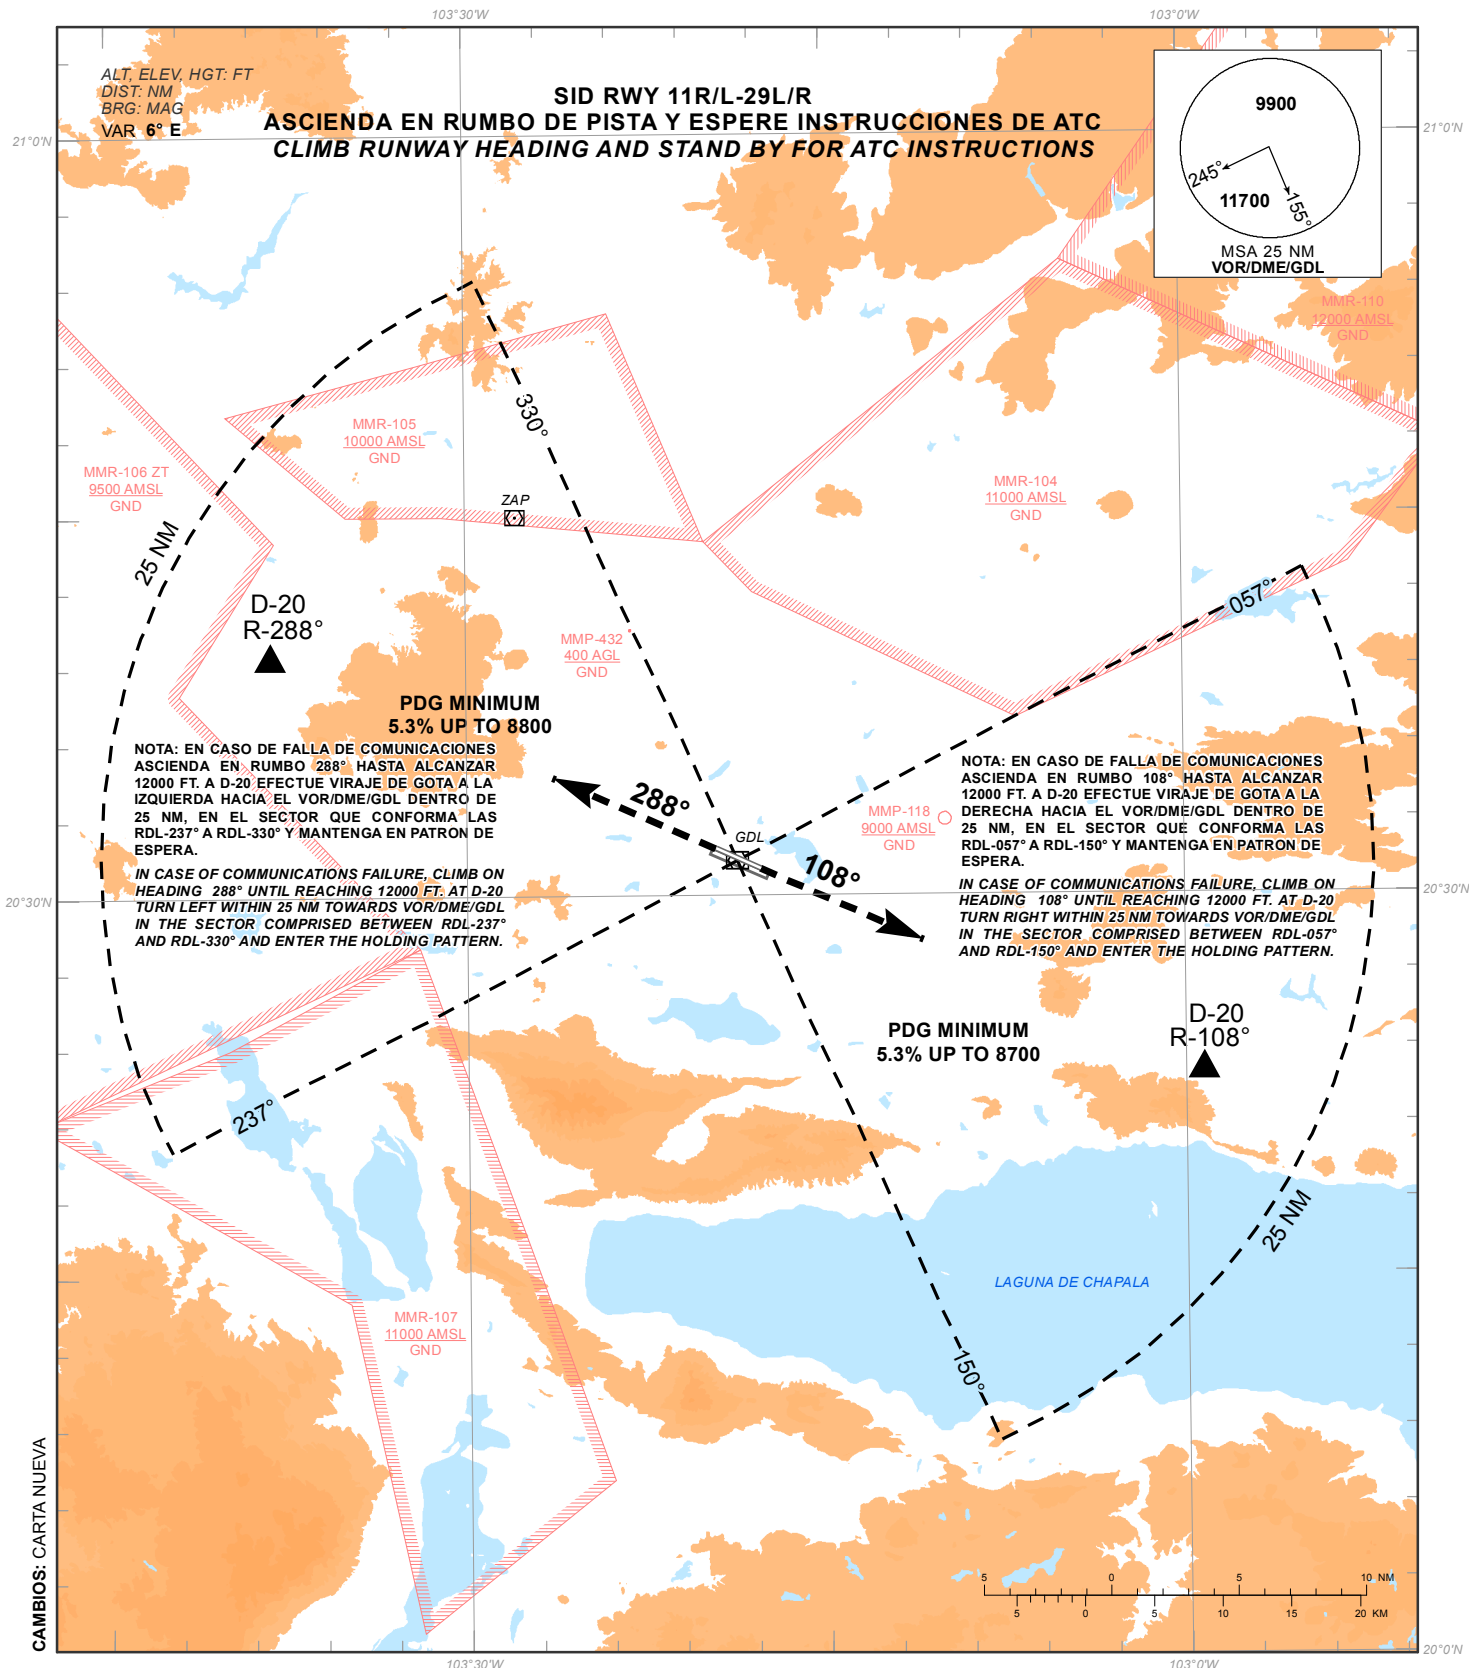 103°30'W
103°0'W
ALT, ELEV, HGT: FT
DIST: NM
BRG: MAG
VAR 6° E
SID RWY 11R/L-29L/R
ASCIENDA EN RUMBO DE PISTA Y ESPERE INSTRUCCIONES DE ATC
CLIMB RUNWAY HEADING AND STAND BY FOR ATC INSTRUCTIONS
9900
245°
11700
155°
MSA 25 NM
VOR/DME/GDL
21°0'N
21°0'N
MMR-110
12000 AMSL
GND
330°
MMR-105
10000 AMSL
GND
MMR-106 ZT
9500 AMSL
GND
MMR-104
11000 AMSL
GND
ZAP
25 NM
057°
D-20
R-288°
MMP-432
400 AGL
GND
PDG MINIMUM
5.3% UP TO 8800
NOTA: EN CASO DE FALLA DE COMUNICACIONES
ASCIENDA EN RUMBO 288° HASTA ALCANZAR
12000 FT. A D-20 EFECTUE VIRAJE DE GOTA A LA
IZQUIERDA HACIA EL VOR/DME/GDL DENTRO DE
25 NM, EN EL SECTOR QUE CONFORMA LAS
RDL-237° A RDL-330° Y MANTENGA EN PATRON DE
ESPERA.
IN CASE OF COMMUNICATIONS FAILURE, CLIMB ON
HEADING 288° UNTIL REACHING 12000 FT. AT D-20
TURN LEFT WITHIN 25 NM TOWARDS VOR/DME/GDL
IN THE SECTOR COMPRISED BETWEEN RDL-237°
AND RDL-330° AND ENTER THE HOLDING PATTERN.
288°
GDL
108°
MMP-118
9000 AMSL
GND
NOTA: EN CASO DE FALLA DE COMUNICACIONES
ASCIENDA EN RUMBO 108° HASTA ALCANZAR
12000 FT. A D-20 EFECTUE VIRAJE DE GOTA A LA
DERECHA HACIA EL VOR/DME/GDL DENTRO DE
25 NM, EN EL SECTOR QUE CONFORMA LAS
RDL-057° A RDL-150° Y MANTENGA EN PATRON DE
ESPERA.
IN CASE OF COMMUNICATIONS FAILURE, CLIMB ON
HEADING 108° UNTIL REACHING 12000 FT. AT D-20
TURN RIGHT WITHIN 25 NM TOWARDS VOR/DME/GDL
IN THE SECTOR COMPRISED BETWEEN RDL-057°
AND RDL-150° AND ENTER THE HOLDING PATTERN.
20°30'N
20°30'N
D-20
R-108°
PDG MINIMUM
5.3% UP TO 8700
237°
25 NM
LAGUNA DE CHAPALA
MMR-107
11000 AMSL
GND
150°
CAMBIOS: CARTA NUEVA
5 0 5 10 NM
5 0 5 10 15 20 KM
20°0'N
103°30'W
103°0'W